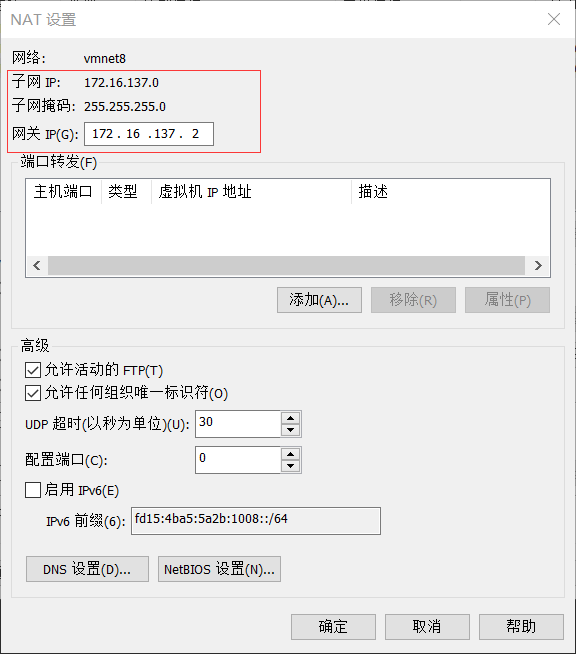 NAT 设置
网络: vmnet8
子网 IP: 172.16.137.0
子网掩码: 255.255.255.0
网关 IP(G): 172 . 16 .137 . 2
端口转发(F)
主机端口 类型 虚拟机 IP 地址 描述
添加(A)... 移除(R) 属性(P)
高级
允许活动的 FTP(T)
允许任何组织唯一标识符(O)
UDP 超时(以秒为单位)(U): 30
配置端口(C): 0
启用 IPv6(E)
IPv6 前缀(6): fd15:4ba5:5a2b:1008::/64
DNS 设置(D)... NetBIOS 设置(N)...
确定 取消 帮助